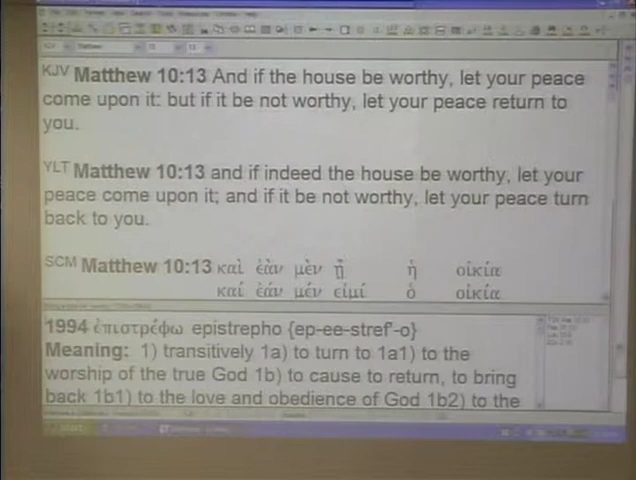 KJV Matthew 10:13 And if the house be worthy, let your peace
come upon it: but if it be not worthy, let your peace return to
you.
YLT Matthew 10:13 and if indeed the house be worthy, let your
peace come upon it; and if it be not worthy, let your peace turn
back to you.
SCM Matthew 10:13 καὶ ἐὰν μὲν ᾖ ἡ οἰκία
καί ἐάν μέν εἰμί ὁ οἰκία
1994 ἐπιστρέφω epistrepho {ep-ee-stref'-o}
Meaning: 1) transitively 1a) to turn to 1a1) to the
worship of the true God 1b) to cause to return, to bring
back 1b1) to the love and obedience of God 1b2) to the